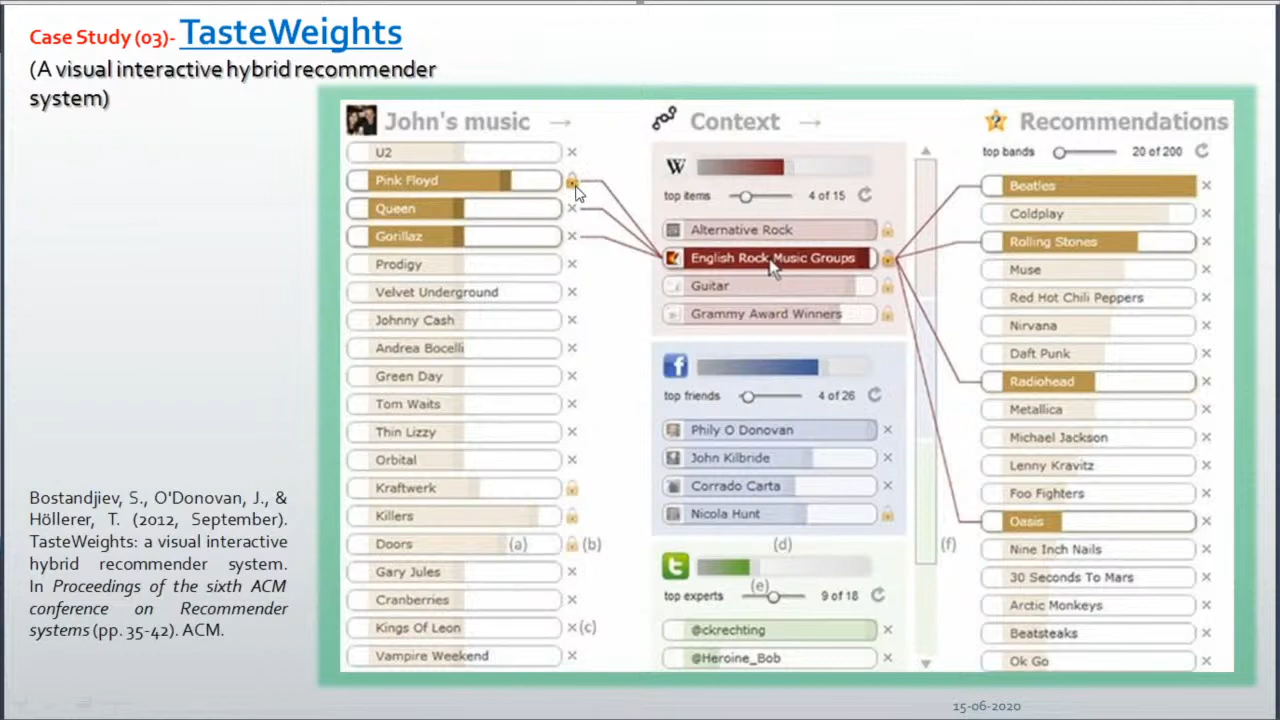 Case Study (03)- TasteWeights
(A visual interactive hybrid recommender
system)
Bostandjiev, S., O'Donovan, J., &
Höllerer, T. (2012, September).
TasteWeights: a visual interactive
hybrid recommender system.
In Proceedings of the sixth ACM
conference on Recommender
systems (pp. 35-42). ACM.
John's music →
U2
Pink Floyd
Queen
Gorillaz
Prodigy
Velvet Underground
Johnny Cash
Andrea Bocelli
Green Day
Tom Waits
Thin Lizzy
Orbital
Kraftwerk
Killers
Doors (a) (b)
Gary Jules
Cranberries
Kings Of Leon (c)
Vampire Weekend
Context →
W
top items 4 of 15
Alternative Rock
English Rock Music Groups
Guitar
Grammy Award Winners
f
top friends 4 of 26
Phily O Donovan
John Kilbride
Corrado Carta
Nicola Hunt
(d) (f)
t
(e)
top experts 9 of 18
@ckrechting
@Heroine_Bob
Recommendations
top bands 20 of 200
Beatles
Coldplay
Rolling Stones
Muse
Red Hot Chili Peppers
Nirvana
Daft Punk
Radiohead
Metallica
Michael Jackson
Lenny Kravitz
Foo Fighters
Oasis
Nine Inch Nails
30 Seconds To Mars
Arctic Monkeys
Beatsteaks
Ok Go
15-06-2020